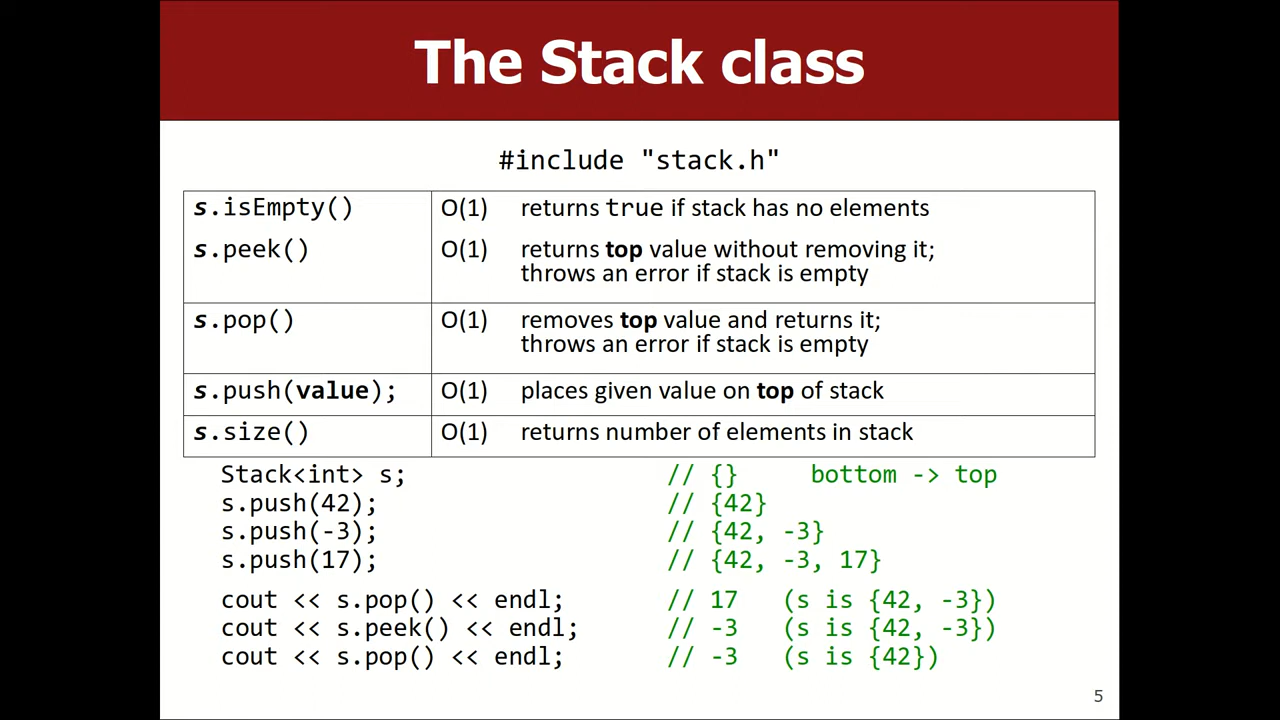 The Stack class
#include "stack.h"
s.isEmpty() O(1) returns true if stack has no elements
s.peek() O(1) returns top value without removing it;
throws an error if stack is empty
s.pop() O(1) removes top value and returns it;
throws an error if stack is empty
s.push(value); O(1) places given value on top of stack
s.size() O(1) returns number of elements in stack
Stack<int> s; // {} bottom -> top
s.push(42); // {42}
s.push(-3); // {42, -3}
s.push(17); // {42, -3, 17}
cout << s.pop() << endl; // 17 (s is {42, -3})
cout << s.peek() << endl; // -3 (s is {42, -3})
cout << s.pop() << endl; // -3 (s is {42})
5